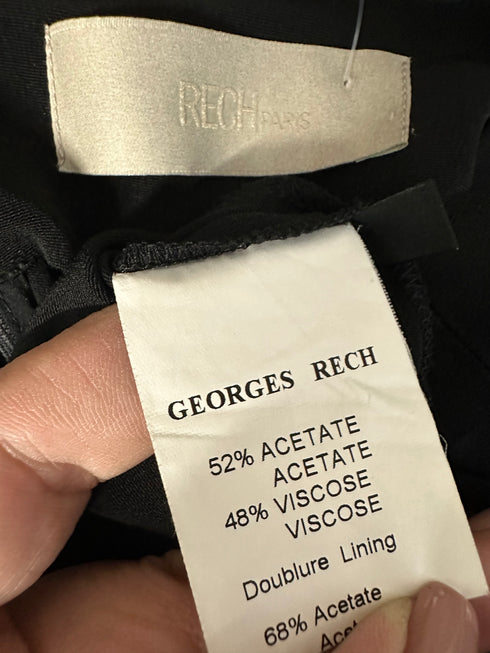 RECH PARIS
GEORGES RECH
52% ACETATE
ACETATE
48% VISCOSE
VISCOSE
Doublure Lining
68% Acetate